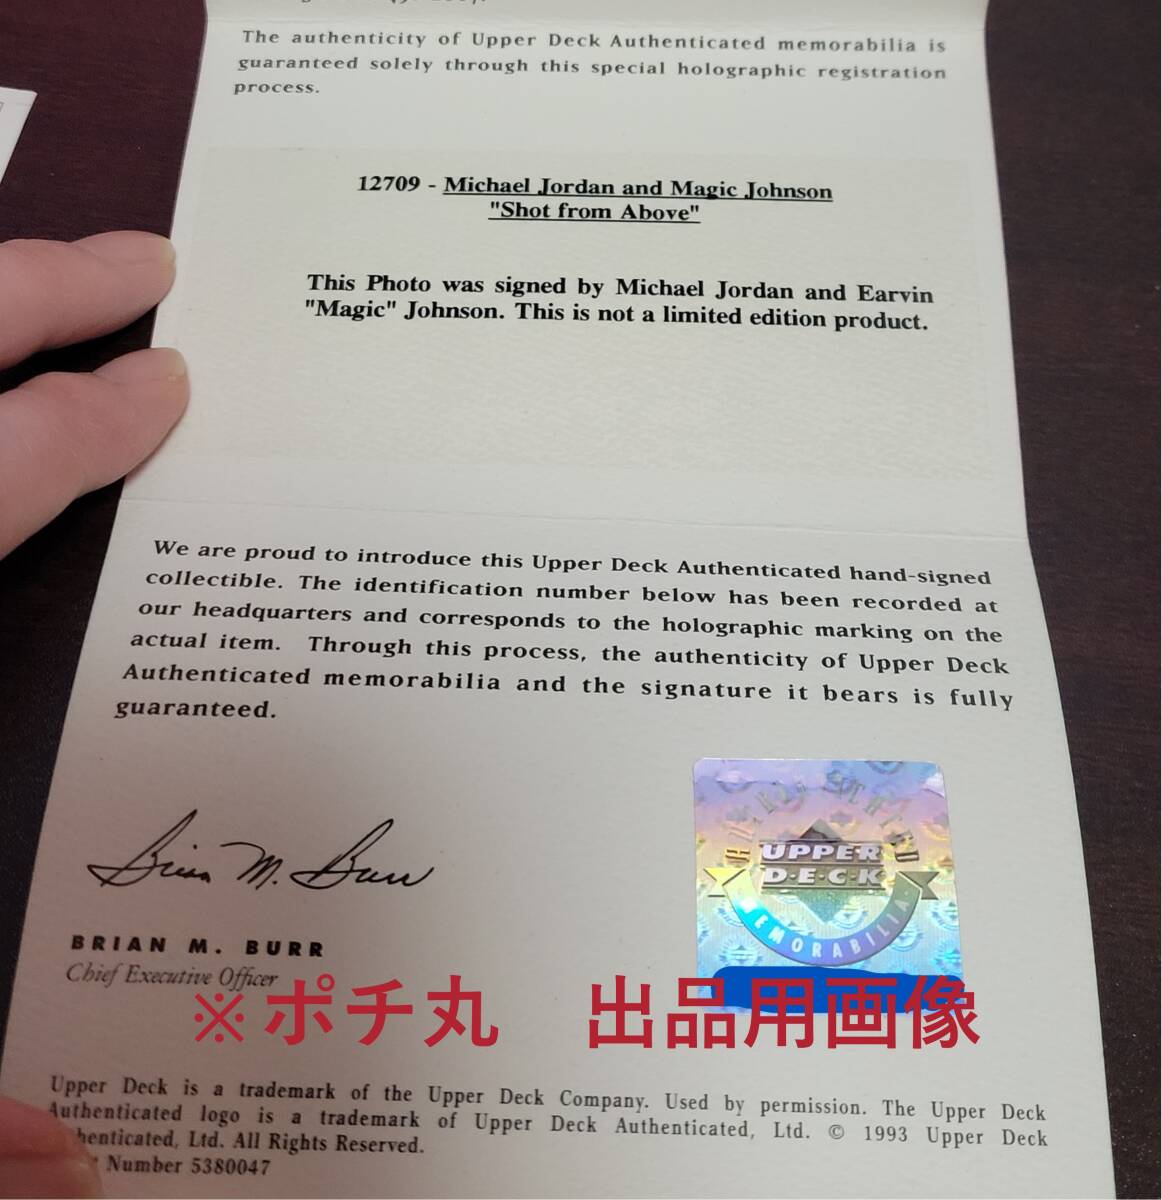 The authenticity of Upper Deck Authenticated memorabilia is
guaranteed solely through this special holographic registration
process.
12709 - Michael Jordan and Magic Johnson
"Shot from Above"
This Photo was signed by Michael Jordan and Earvin
"Magic" Johnson. This is not a limited edition product.
We are proud to introduce this Upper Deck Authenticated hand-signed
collectible. The identification number below has been recorded at
our headquarters and corresponds to the holographic marking on the
actual item. Through this process, the authenticity of Upper Deck
Authenticated memorabilia and the signature it bears is fully
guaranteed.
Brian M. Burr
UPPER
D·E·C·K
MEMORABILIA
BRIAN M. BURR
Chief Executive Officer
※ポチ丸 出品用画像
Upper Deck is a trademark of the Upper Deck Company. Used by permission. The Upper Deck
Authenticated logo is a trademark of Upper Deck Authenticated, Ltd. © 1993 Upper Deck
henticated, Ltd. All Rights Reserved.
Number 5380047